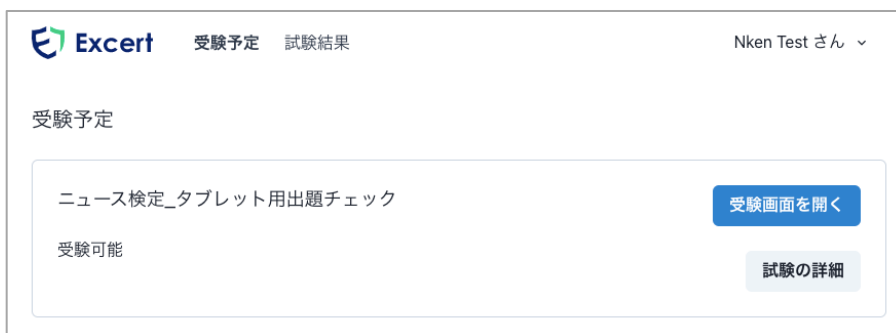 Excert 受験予定 試験結果 Nken Test さん
受験予定
ニュース検定_タブレット用出題チェック
受験画面を開く
受験可能
試験の詳細